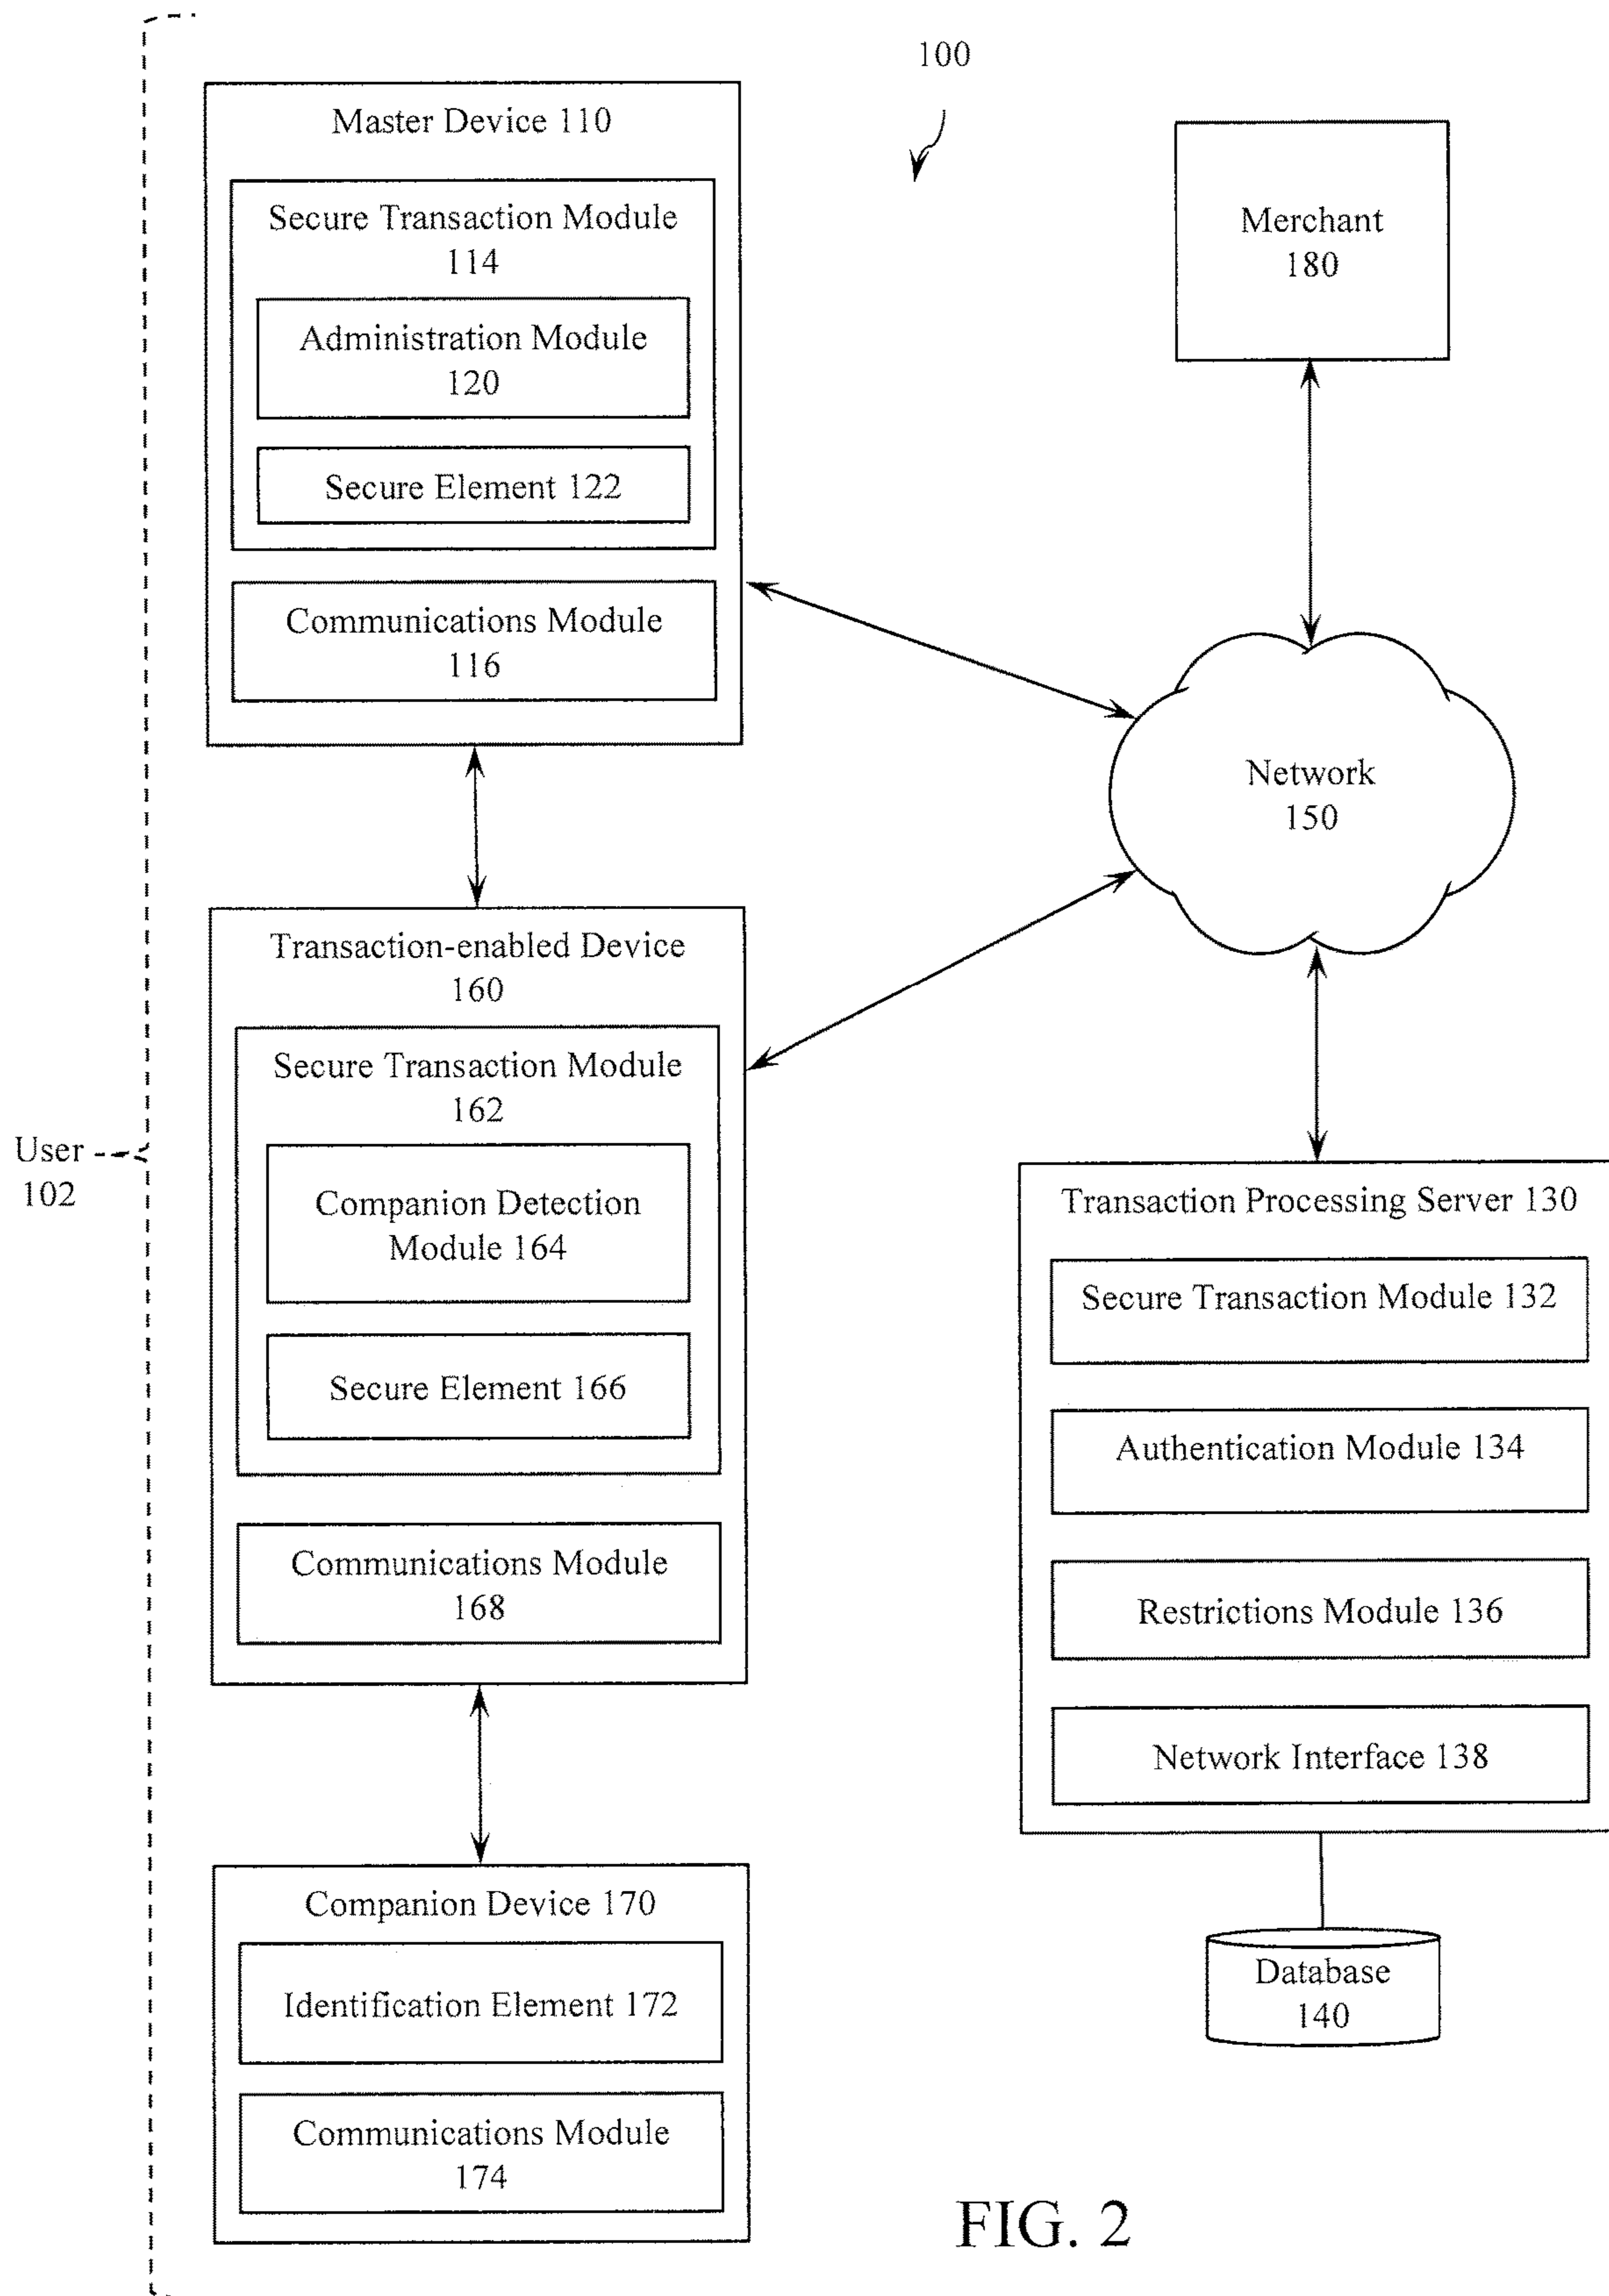 100
Master Device 110
Secure Transaction Module
114
Administration Module
120
Secure Element 122
Communications Module
116
Merchant
180
Network
150
Transaction-enabled Device
160
Secure Transaction Module
162
Companion Detection
Module 164
Secure Element 166
Communications Module
168
User
102
Transaction Processing Server 130
Secure Transaction Module 132
Authentication Module 134
Restrictions Module 136
Network Interface 138
Companion Device 170
Identification Element 172
Communications Module
174
Database
140
FIG. 2